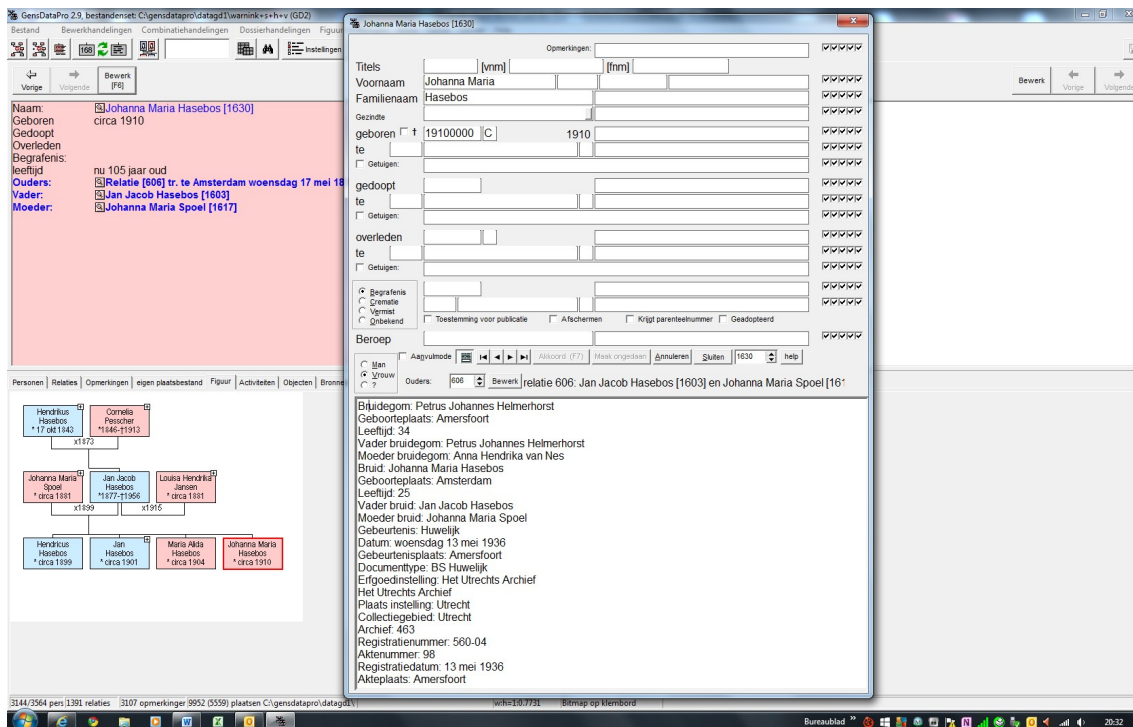 GensDataPro 2.9, bestandenset: C:\gensdatapro\datagd1\warnink+s+h+v (GD2)
Bestand Bewerkhandelingen Combinatiehandelingen Dossierhandelingen Figuur
168 Instellingen
Vorige Volgende Bewerk [F6]
Bewerk Vorige Volgende
Naam: Johanna Maria Hasebos [1630]
Geboren circa 1910
Gedoopt
Overleden
Begrafenis:
leeftijd nu 105 jaar oud
Ouders: Relatie [606] tr. te Amsterdam woensdag 17 mei 18
Vader: Jan Jacob Hasebos [1603]
Moeder: Johanna Maria Spoel [1617]
Personen Relaties Opmerkingen eigen plaatsbestand Figuur Activiteiten Objecten Bronne
Hendrikus Hasebos * 17 okt 1843
Cornelia Pesscher *1846-†1913
x1873
Johanna Maria Spoel * circa 1881
Jan Jacob Hasebos *1877-†1956
Louisa Hendrika Jansen * circa 1881
x1899 x1915
Hendricus Hasebos * circa 1899
Jan Hasebos * circa 1901
Maria Alida Hasebos * circa 1904
Johanna Maria Hasebos * circa 1910
Johanna Maria Hasebos [1630]
Opmerkingen:
Titels [vnm] [fnm]
Voornaam Johanna Maria
Familienaam Hasebos
Gezindte
geboren † 19100000 C 1910
te
Getuigen:
gedoopt
te
Getuigen:
overleden
te
Getuigen:
Begrafenis
Crematie
Vermist
Onbekend
Toestemming voor publicatie Afschermen Krijgt parenteelnummer Geadopteerd
Beroep
Aanvulmode Akkoord (F7) Maak ongedaan Annuleren Sluiten 1630 help
Man
Vrouw
?
Ouders: 606 Bewerk relatie 606: Jan Jacob Hasebos [1603] en Johanna Maria Spoel [161
Bruidegom: Petrus Johannes Helmerhorst
Geboorteplaats: Amersfoort
Leeftijd: 34
Vader bruidegom: Petrus Johannes Helmerhorst
Moeder bruidegom: Anna Hendrika van Nes
Bruid: Johanna Maria Hasebos
Geboorteplaats: Amsterdam
Leeftijd: 25
Vader bruid: Jan Jacob Hasebos
Moeder bruid: Johanna Maria Spoel
Gebeurtenis: Huwelijk
Datum: woensdag 13 mei 1936
Gebeurtenisplaats: Amersfoort
Documenttype: BS Huwelijk
Erfgoedinstelling: Het Utrechts Archief
Het Utrechts Archief
Plaats instelling: Utrecht
Collectiegebied: Utrecht
Archief: 463
Registratienummer: 560-04
Aktenummer: 98
Registratiedatum: 13 mei 1936
Akteplaats: Amersfoort
3144/3564 pers 1391 relaties 3107 opmerkinger 9952 (5559) plaatsen C:\gensdatapro\datagd1\ w:h=1:0.7731 Bitmap op klembord
Bureaublad 20:32